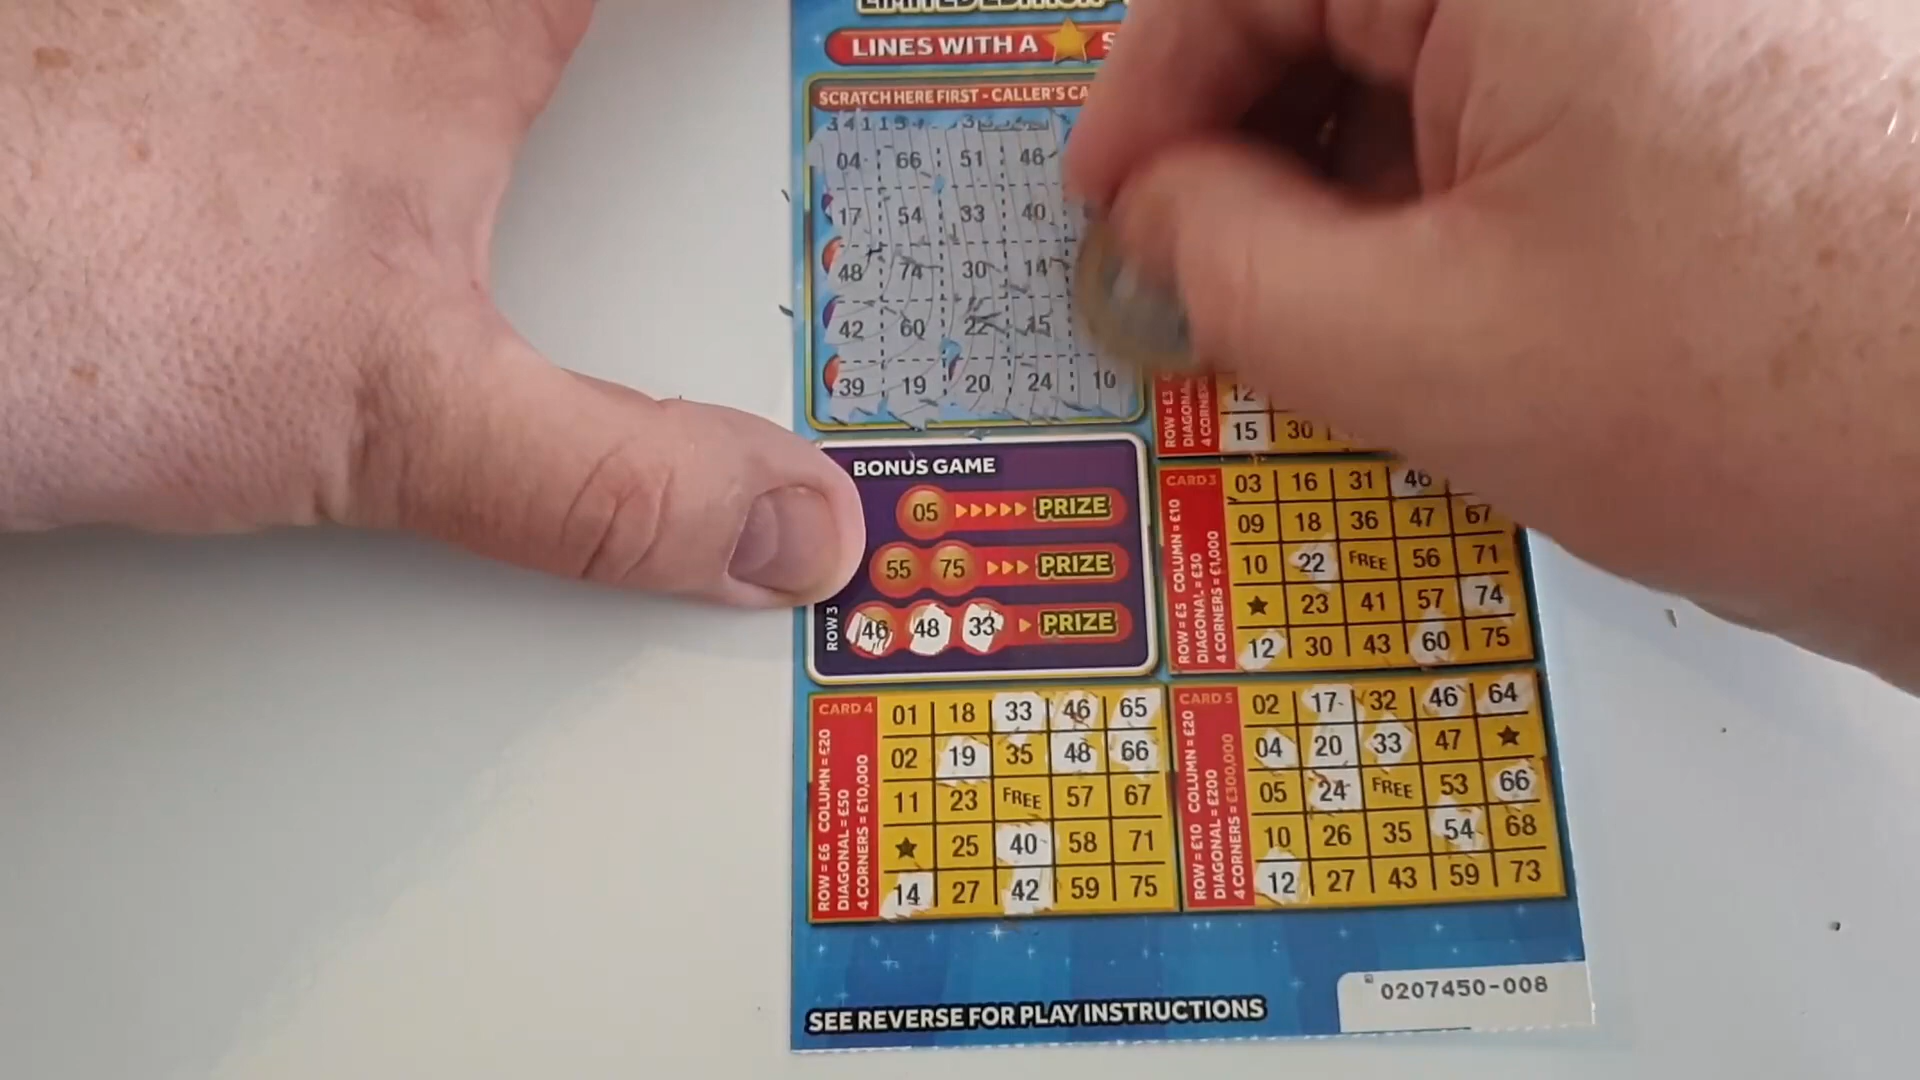 LINES WITH A
SCRATCH HERE FIRST - CALLER'S CA
04 66 51 46
17 54 33 40
48 74 30 14
42 60 22 15
39 19 20 24 10
12
15 30
BONUS GAME
05 PRIZE
55 75 PRIZE
ROW 3 46 48 33 PRIZE
CARD 3
ROW = £5 COLUMN = £10
DIAGONAL = £30
4 CORNERS = £1,000
03 16 31 46
09 18 36 47 67
10 22 FREE 56 71
23 41 57 74
12 30 43 60 75
CARD 4
ROW = £6 COLUMN = £20
DIAGONAL = £50
4 CORNERS = £10,000
01 18 33 46 65
02 19 35 48 66
11 23 FREE 57 67
25 40 58 71
14 27 42 59 75
CARD 5
ROW = £10 COLUMN = £20
DIAGONAL = £200
4 CORNERS = £300,000
02 17 32 46 64
04 20 33 47
05 24 FREE 53 66
10 26 35 54 68
12 27 43 59 73
SEE REVERSE FOR PLAY INSTRUCTIONS
0207450-008